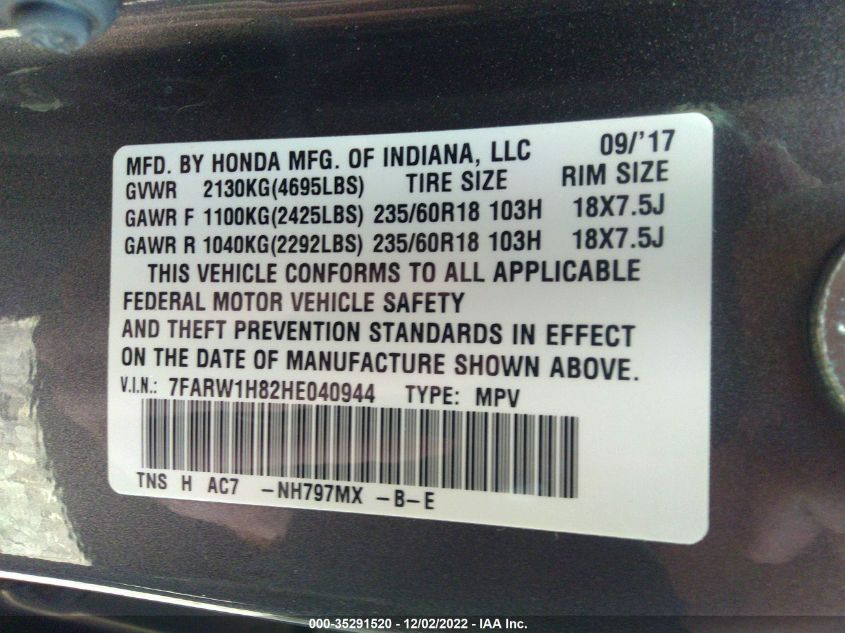 MFD. BY HONDA MFG. OF INDIANA, LLC 09/'17
GVWR 2130KG(4695LBS) TIRE SIZE RIM SIZE
GAWR F 1100KG(2425LBS) 235/60R18 103H 18X7.5J
GAWR R 1040KG(2292LBS) 235/60R18 103H 18X7.5J
THIS VEHICLE CONFORMS TO ALL APPLICABLE
FEDERAL MOTOR VEHICLE SAFETY
AND THEFT PREVENTION STANDARDS IN EFFECT
ON THE DATE OF MANUFACTURE SHOWN ABOVE.
V.I.N.: 7FARW1H82HE040944 TYPE: MPV
TNS H AC7 -NH797MX -B-E
000-35291520 - 12/02/2022 - IAA Inc.